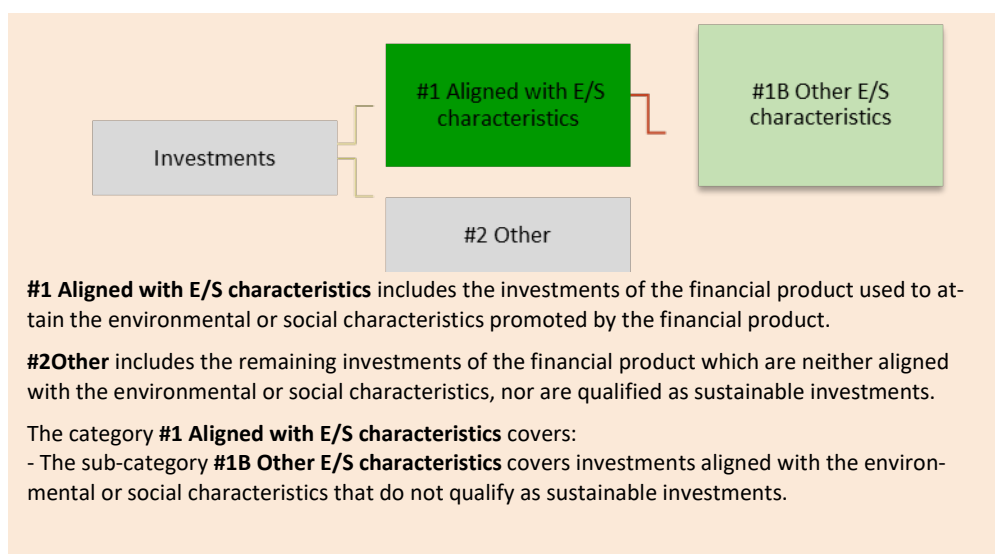 #1 Aligned with E/S
characteristics
#1B Other E/S
characteristics
Investments
#2 Other
#1 Aligned with E/S characteristics includes the investments of the financial product used to at-
tain the environmental or social characteristics promoted by the financial product.
#2Other includes the remaining investments of the financial product which are neither aligned
with the environmental or social characteristics, nor are qualified as sustainable investments.
The category #1 Aligned with E/S characteristics covers:
- The sub-category #1B Other E/S characteristics covers investments aligned with the environ-
mental or social characteristics that do not qualify as sustainable investments.